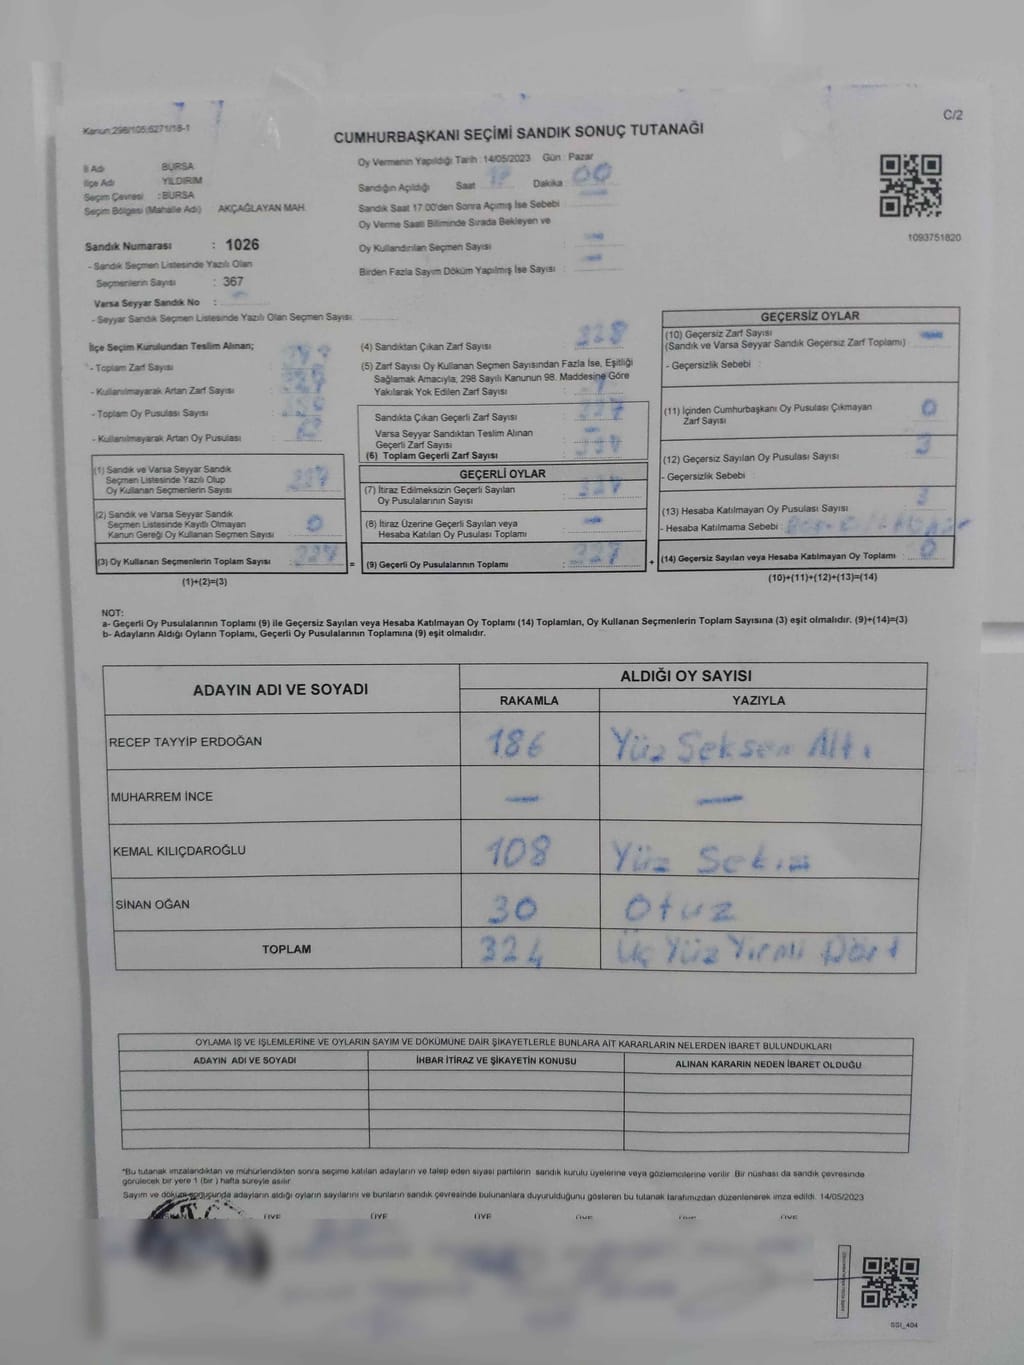 Kanun:298/105;6271/18-1
C/2
CUMHURBAŞKANI SEÇİMİ SANDIK SONUÇ TUTANAĞI
İl Adı BURSA
İlçe Adı YILDIRIM
Seçim Çevresi : BURSA
Seçim Bölgesi (Mahalle Adı) AKÇAĞLAYAN MAH.
Sandık Numarası : 1026
- Sandık Seçmen Listesinde Yazılı Olan
Seçmenlerin Sayısı : 367
Varsa Seyyar Sandık No :
- Seyyar Sandık Seçmen Listesinde Yazılı Olan Seçmen Sayısı:
Oy Vermenin Yapıldığı Tarih : 14/05/2023 Gün : Pazar
Sandığın Açıldığı Saat Dakika : 00
Sandık Saat 17.00'den Sonra Açımış İse Sebebi :
Oy Verme Saati Bitiminde Sırada Bekleyen ve
Oy Kullandırılan Seçmen Sayısı :
Birden Fazla Sayım Döküm Yapılmış İse Sayısı :
1093751820
İlçe Seçim Kurulundan Teslim Alınan;
- Toplam Zarf Sayısı :
- Kullanılmayarak Artan Zarf Sayısı :
- Toplam Oy Pusulası Sayısı :
- Kullanılmayarak Artan Oy Pusulası :
(1) Sandık ve Varsa Seyyar Sandık
Seçmen Listesinde Yazılı Olup
Oy Kullanan Seçmenlerin Sayısı :
(2) Sandık ve Varsa Seyyar Sandık
Seçmen Listesinde Kayıtlı Olmayan
Kanun Gereği Oy Kullanan Seçmen Sayısı : 0
(3) Oy Kullanan Seçmenlerin Toplam Sayısı :
(1)+(2)=(3)
=
(4) Sandıktan Çıkan Zarf Sayısı : 328
(5) Zarf Sayısı Oy Kullanan Seçmen Sayısından Fazla İse, Eşitliği
Sağlamak Amacıyla, 298 Sayılı Kanunun 98. Maddesine Göre
Yakılarak Yok Edilen Zarf Sayısı :
Sandıkta Çıkan Geçerli Zarf Sayısı : 327
Varsa Seyyar Sandıktan Teslim Alınan
Geçerli Zarf Sayısı :
(6) Toplam Geçerli Zarf Sayısı : 327
GEÇERLİ OYLAR
(7) İtiraz Edilmeksizin Geçerli Sayılan
Oy Pusulalarının Sayısı : 327
(8) İtiraz Üzerine Geçerli Sayılan veya
Hesaba Katılan Oy Pusulası Toplamı :
(9) Geçerli Oy Pusulalarının Toplamı : 327
+
GEÇERSİZ OYLAR
(10) Geçersiz Zarf Sayısı
(Sandık ve Varsa Seyyar Sandık Geçersiz Zarf Toplamı) :
- Geçersizlik Sebebi :
(11) İçinden Cumhurbaşkanı Oy Pusulası Çıkmayan
Zarf Sayısı : 0
(12) Geçersiz Sayılan Oy Pusulası Sayısı : 3
- Geçersizlik Sebebi :
(13) Hesaba Katılmayan Oy Pusulası Sayısı :
- Hesaba Katılmama Sebebi :
(14) Geçersiz Sayılan veya Hesaba Katılmayan Oy Toplamı : 0
(10)+(11)+(12)+(13)=(14)
NOT:
a- Geçerli Oy Pusulalarının Toplamı (9) ile Geçersiz Sayılan veya Hesaba Katılmayan Oy Toplamı (14) Toplamları, Oy Kullanan Seçmenlerin Toplam Sayısına (3) eşit olmalıdır. (9)+(14)=(3)
b- Adayların Aldığı Oyların Toplamı, Geçerli Oy Pusulalarının Toplamına (9) eşit olmalıdır.
ADAYIN ADI VE SOYADI
ALDIĞI OY SAYISI
RAKAMLA YAZIYLA
RECEP TAYYİP ERDOĞAN 186 Yüz Seksen Altı
MUHARREM İNCE — —
KEMAL KILIÇDAROĞLU 108 Yüz Sekiz
SİNAN OĞAN 30 Otuz
TOPLAM 324 Üç Yüz Yirmi Dört
OYLAMA İŞ VE İŞLEMLERİNE VE OYLARIN SAYIM VE DÖKÜMÜNE DAİR ŞİKAYETLERLE BUNLARA AİT KARARLARIN NELERDEN İBARET BULUNDUKLARI
ADAYIN ADI VE SOYADI İHBAR İTİRAZ VE ŞİKAYETİN KONUSU ALINAN KARARIN NEDEN İBARET OLDUĞU
*Bu tutanak imzalandıktan ve mühürlendikten sonra seçime katılan adayların ve talep eden siyasi partilerin sandık kurulu üyelerine veya gözlemcilerine verilir. Bir nüshası da sandık çevresinde
görülecek bir yere 1 (bir ) hafta süreyle asılır.
Sayım ve döküm sonucunda adayların aldığı oyların sayılarını ve bunların sandık çevresinde bulunanlara duyurulduğunu gösteren bu tutanak tarafımızdan düzenlenerek imza edildi. 14/05/2023
ÜYE ÜYE ÜYE ÜYE ÜYE ÜYE
SSI_404